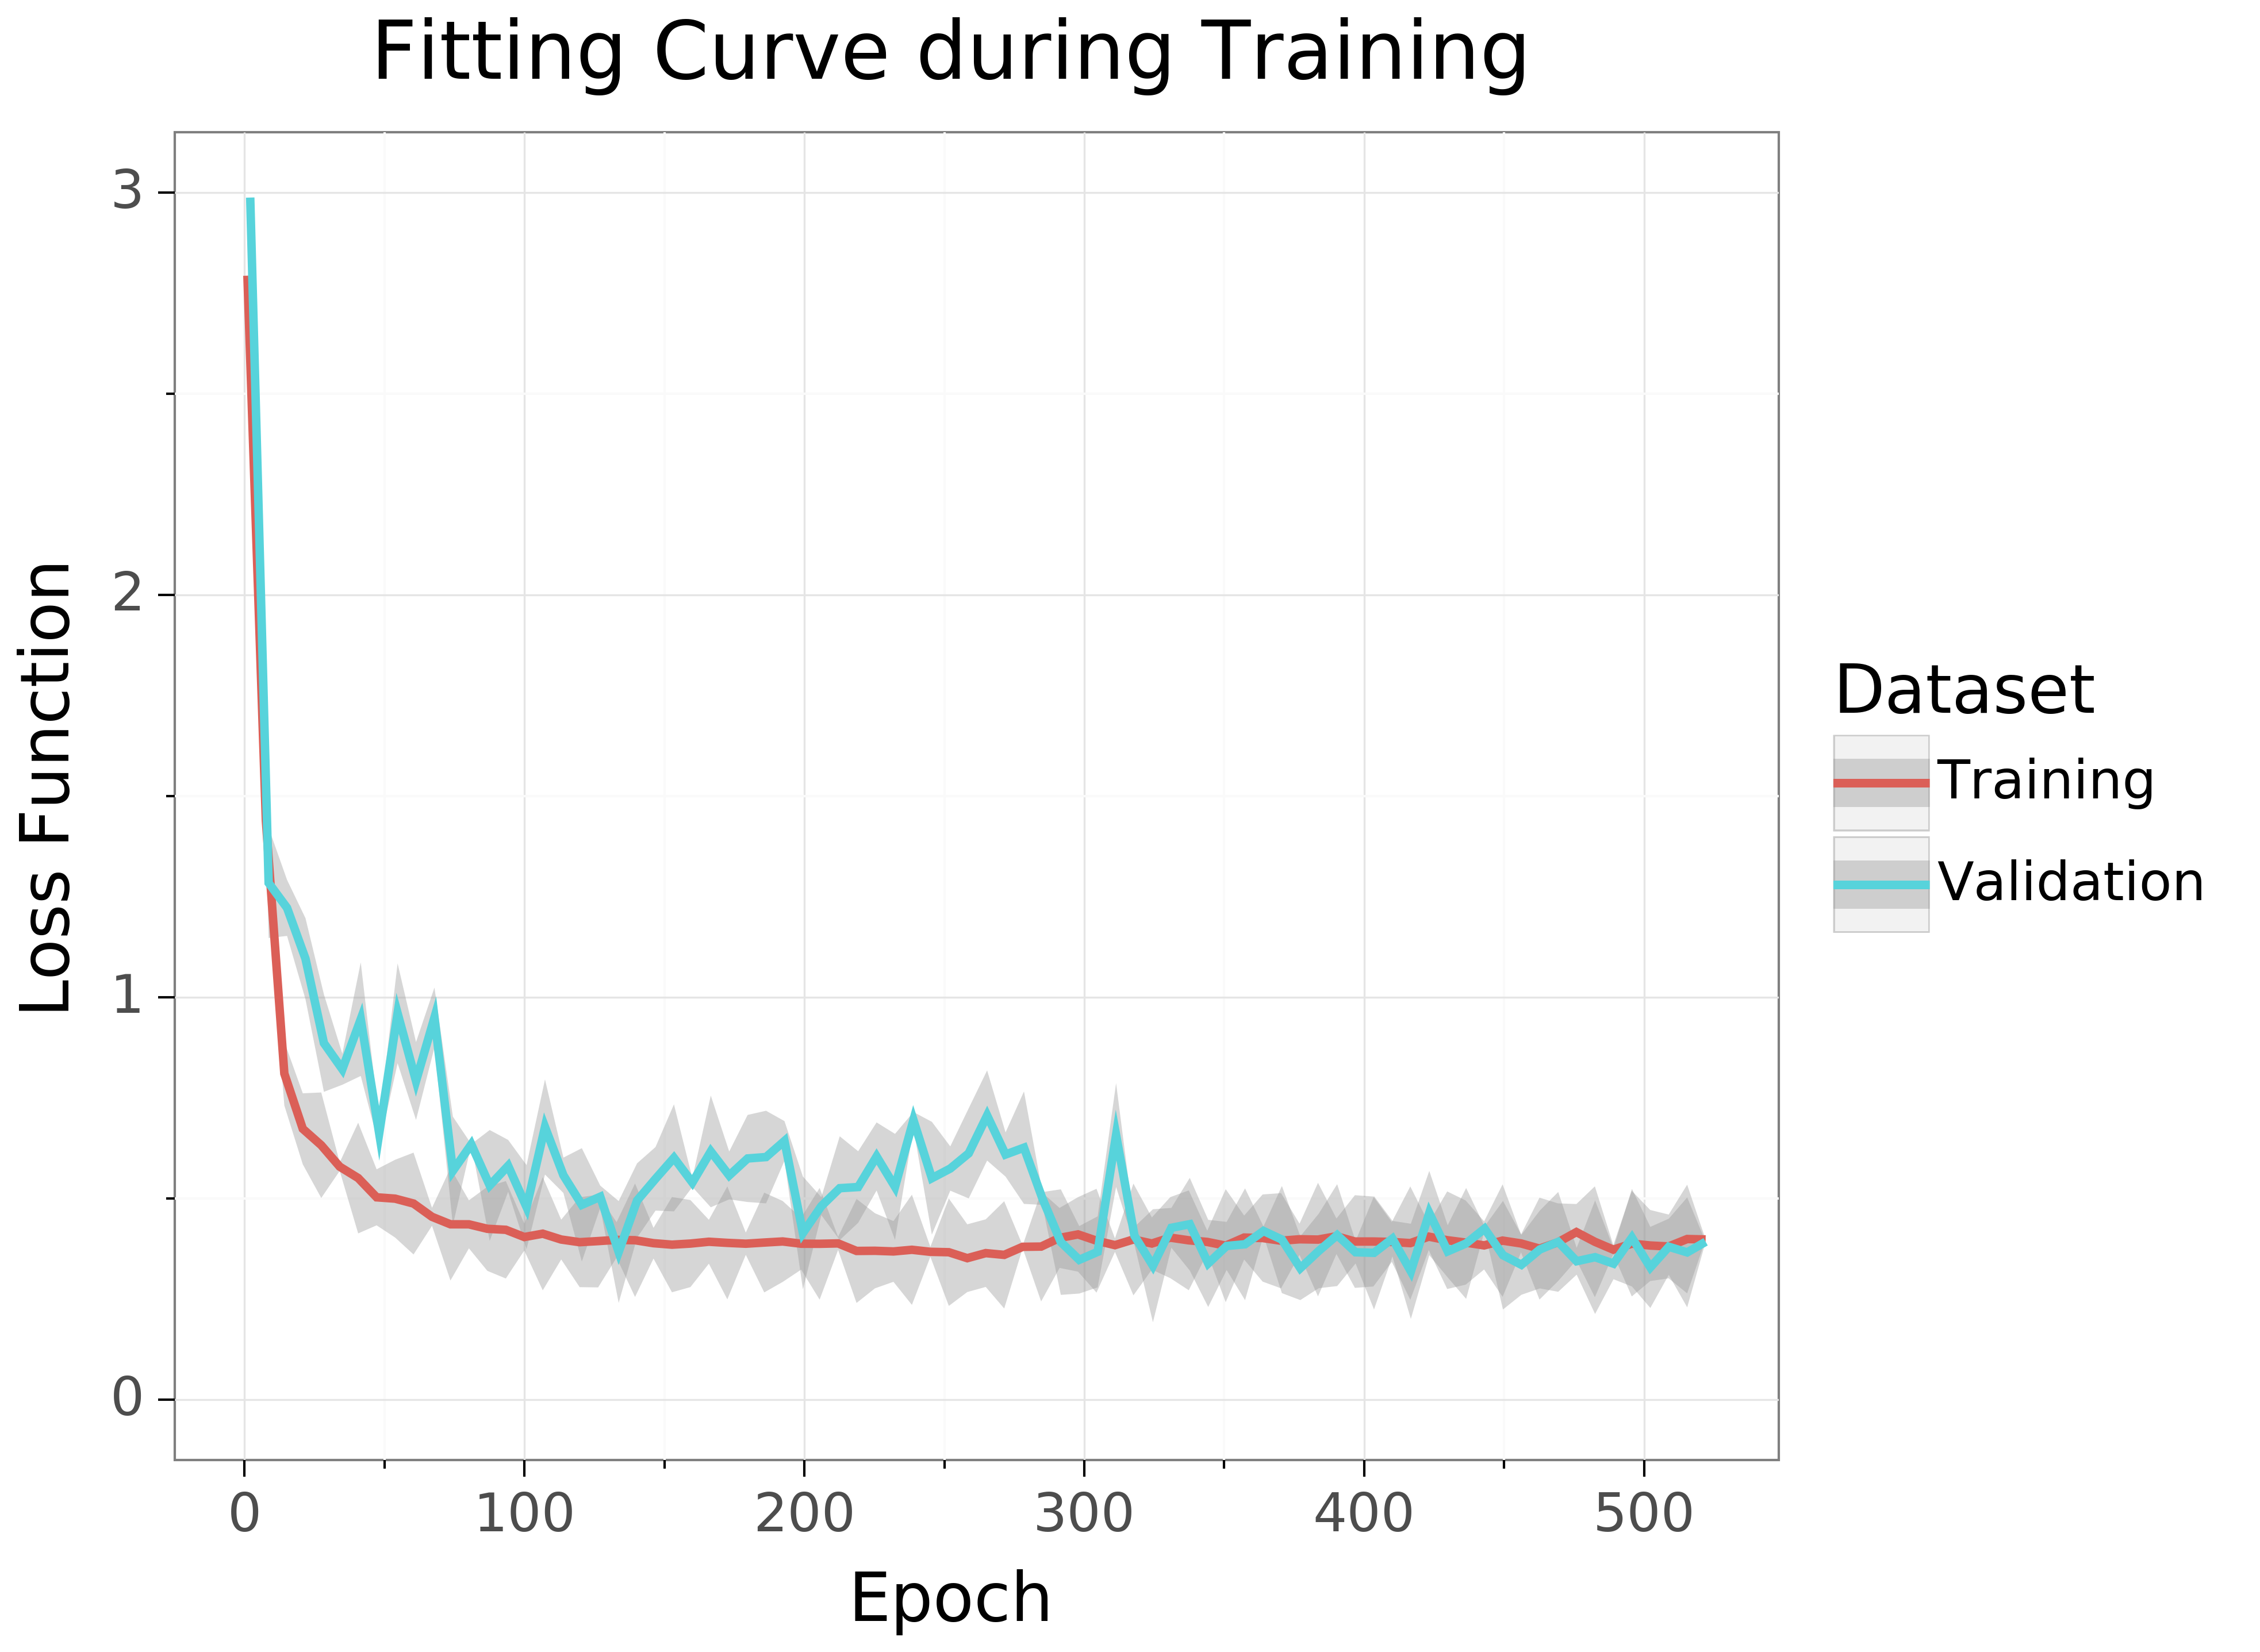 Fitting Curve during Training
Loss Function
3
2
1
0
0 100 200 300 400 500
Epoch
Dataset
Training
Validation